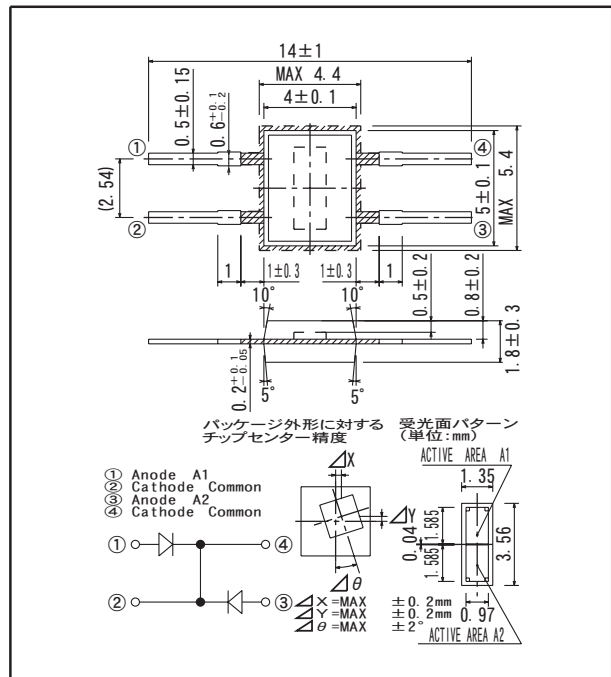 14±1
MAX 4.4
4±0.1
0.5±0.15
0.6+0.1 -0.2
①
④
(2.54)
②
③
5±0.1
MAX 5.4
1
1±0.3
1±0.3
1
10°
10°
0.5±0.2
0.8±0.2
1.8±0.3
0.2+0.1 -0.05
5°
5°
パッケージ外形に対する
チップセンター精度
受光面パターン
(単位:mm)
① Anode A1
② Cathode Common
③ Anode A2
④ Cathode Common
⊿X
⊿Y
⊿θ
ACTIVE AREA A1
1.35
1.585
0.04
1.585
3.56
0.97
ACTIVE AREA A2
①
④
②
③
⊿X =MAX ±0.2mm
⊿Y =MAX ±0.2mm
⊿θ =MAX ±2°